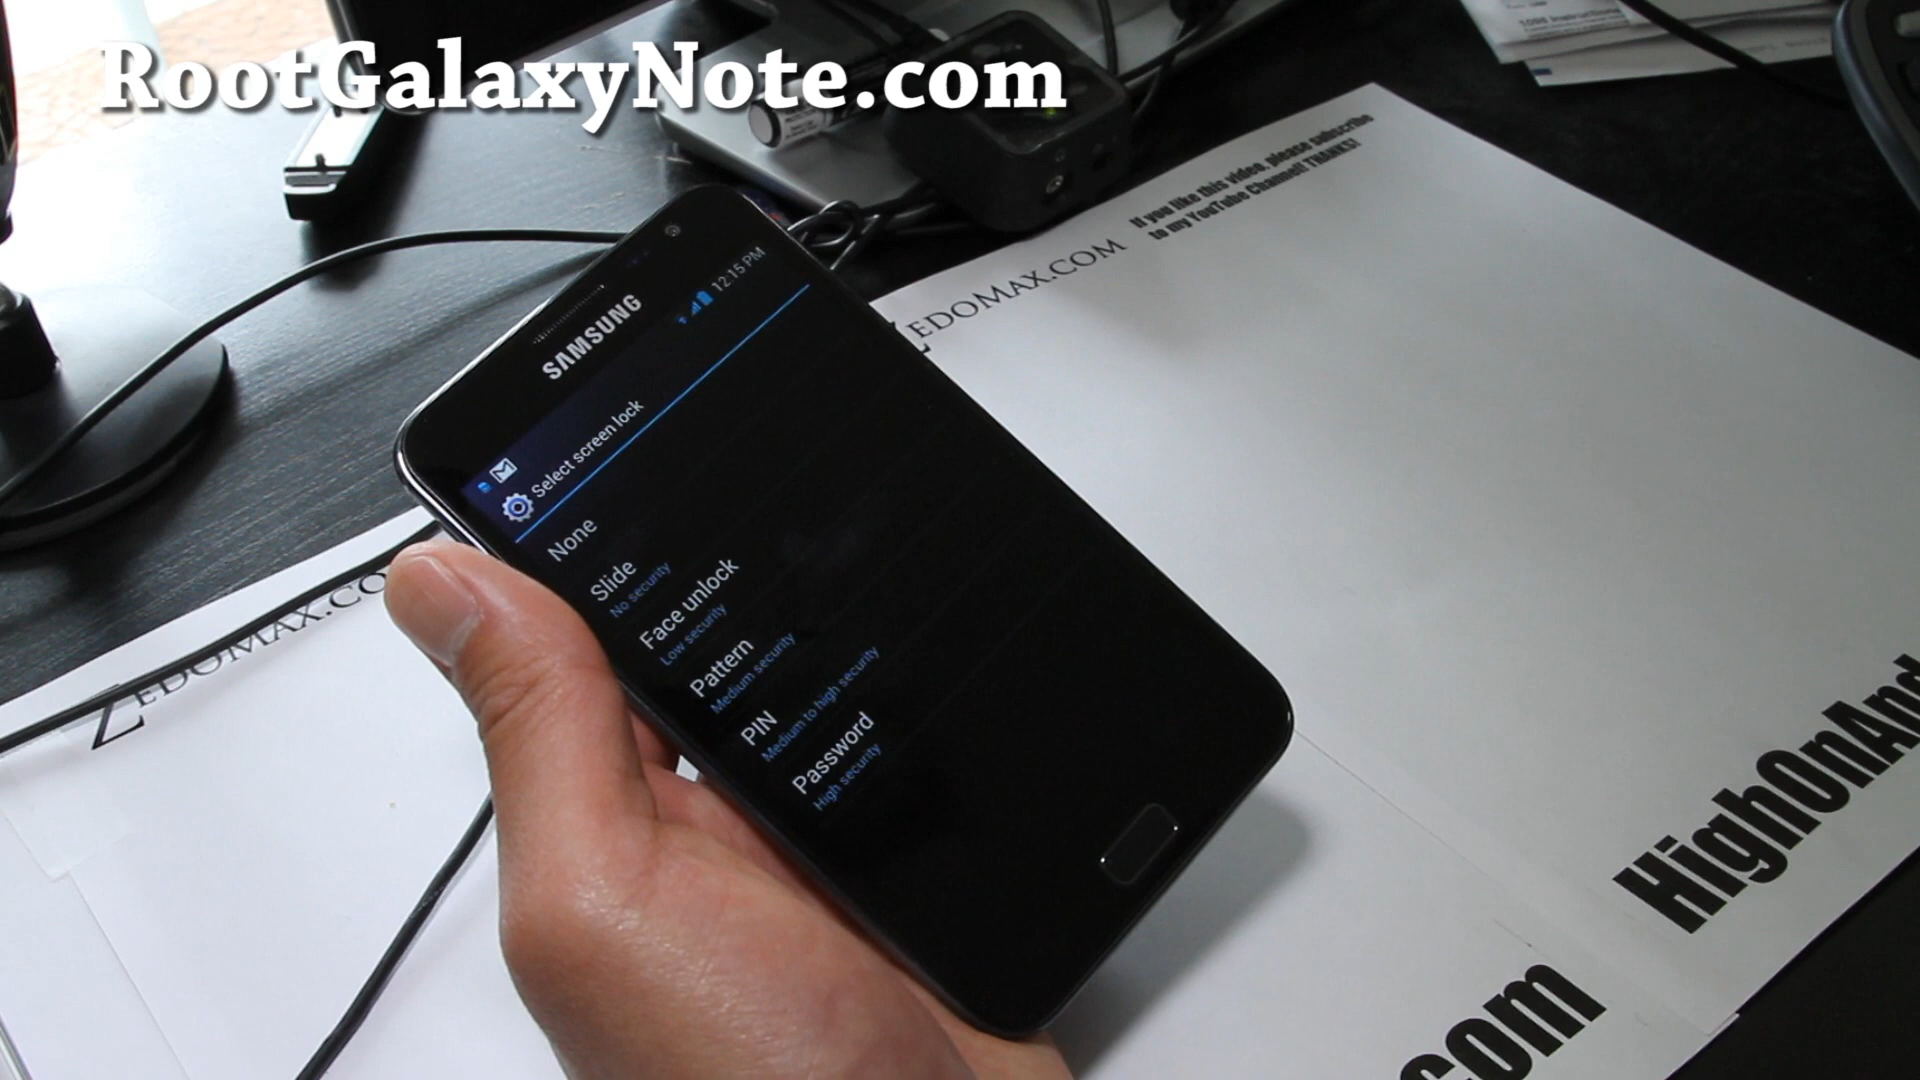 RootGalaxyNote.com
If you like this video, please subscribe
to my YouTube Channel! THANKS!
ZEDOMAX.COM
SAMSUNG
12:15 PM
Select screen lock
None
Slide
No security
Face unlock
Low security
Pattern
Medium security
PIN
Medium to high security
Password
High security
ZEDOMAX.CO
HighOnAnd
com